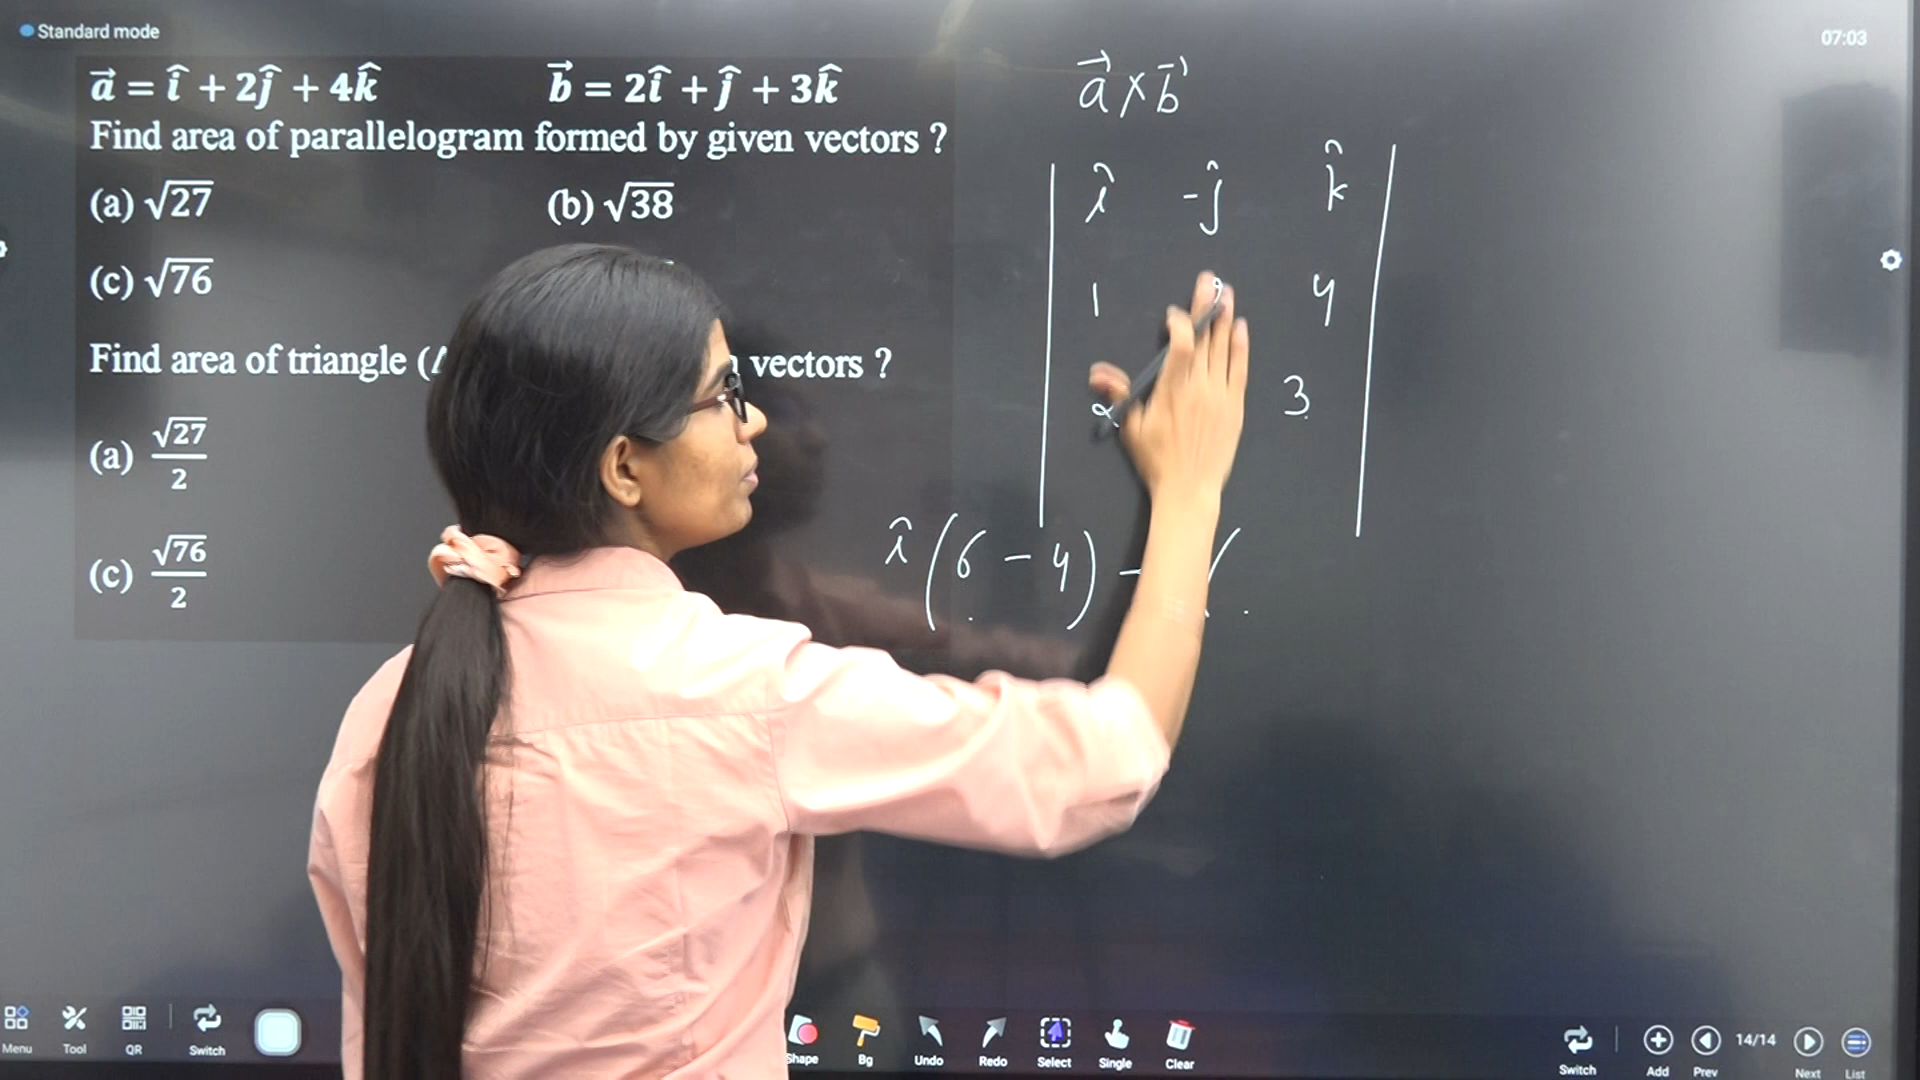 Standard mode
07:03
a⃗ = î + 2ĵ + 4k̂
b⃗ = 2î + ĵ + 3k̂
Find area of parallelogram formed by given vectors ?
(a) √27
(b) √38
(c) √76
Find area of triangle (
vectors ?
(a) √27/2
(c) √76/2
a⃗ × b⃗
î -ĵ k̂
1 4
2 3
î (6 - 4) - (
Menu
Tool
QR
Switch
Shape
Bg
Undo
Redo
Select
Single
Clear
Switch
Add
Prev
14/14
Next
List